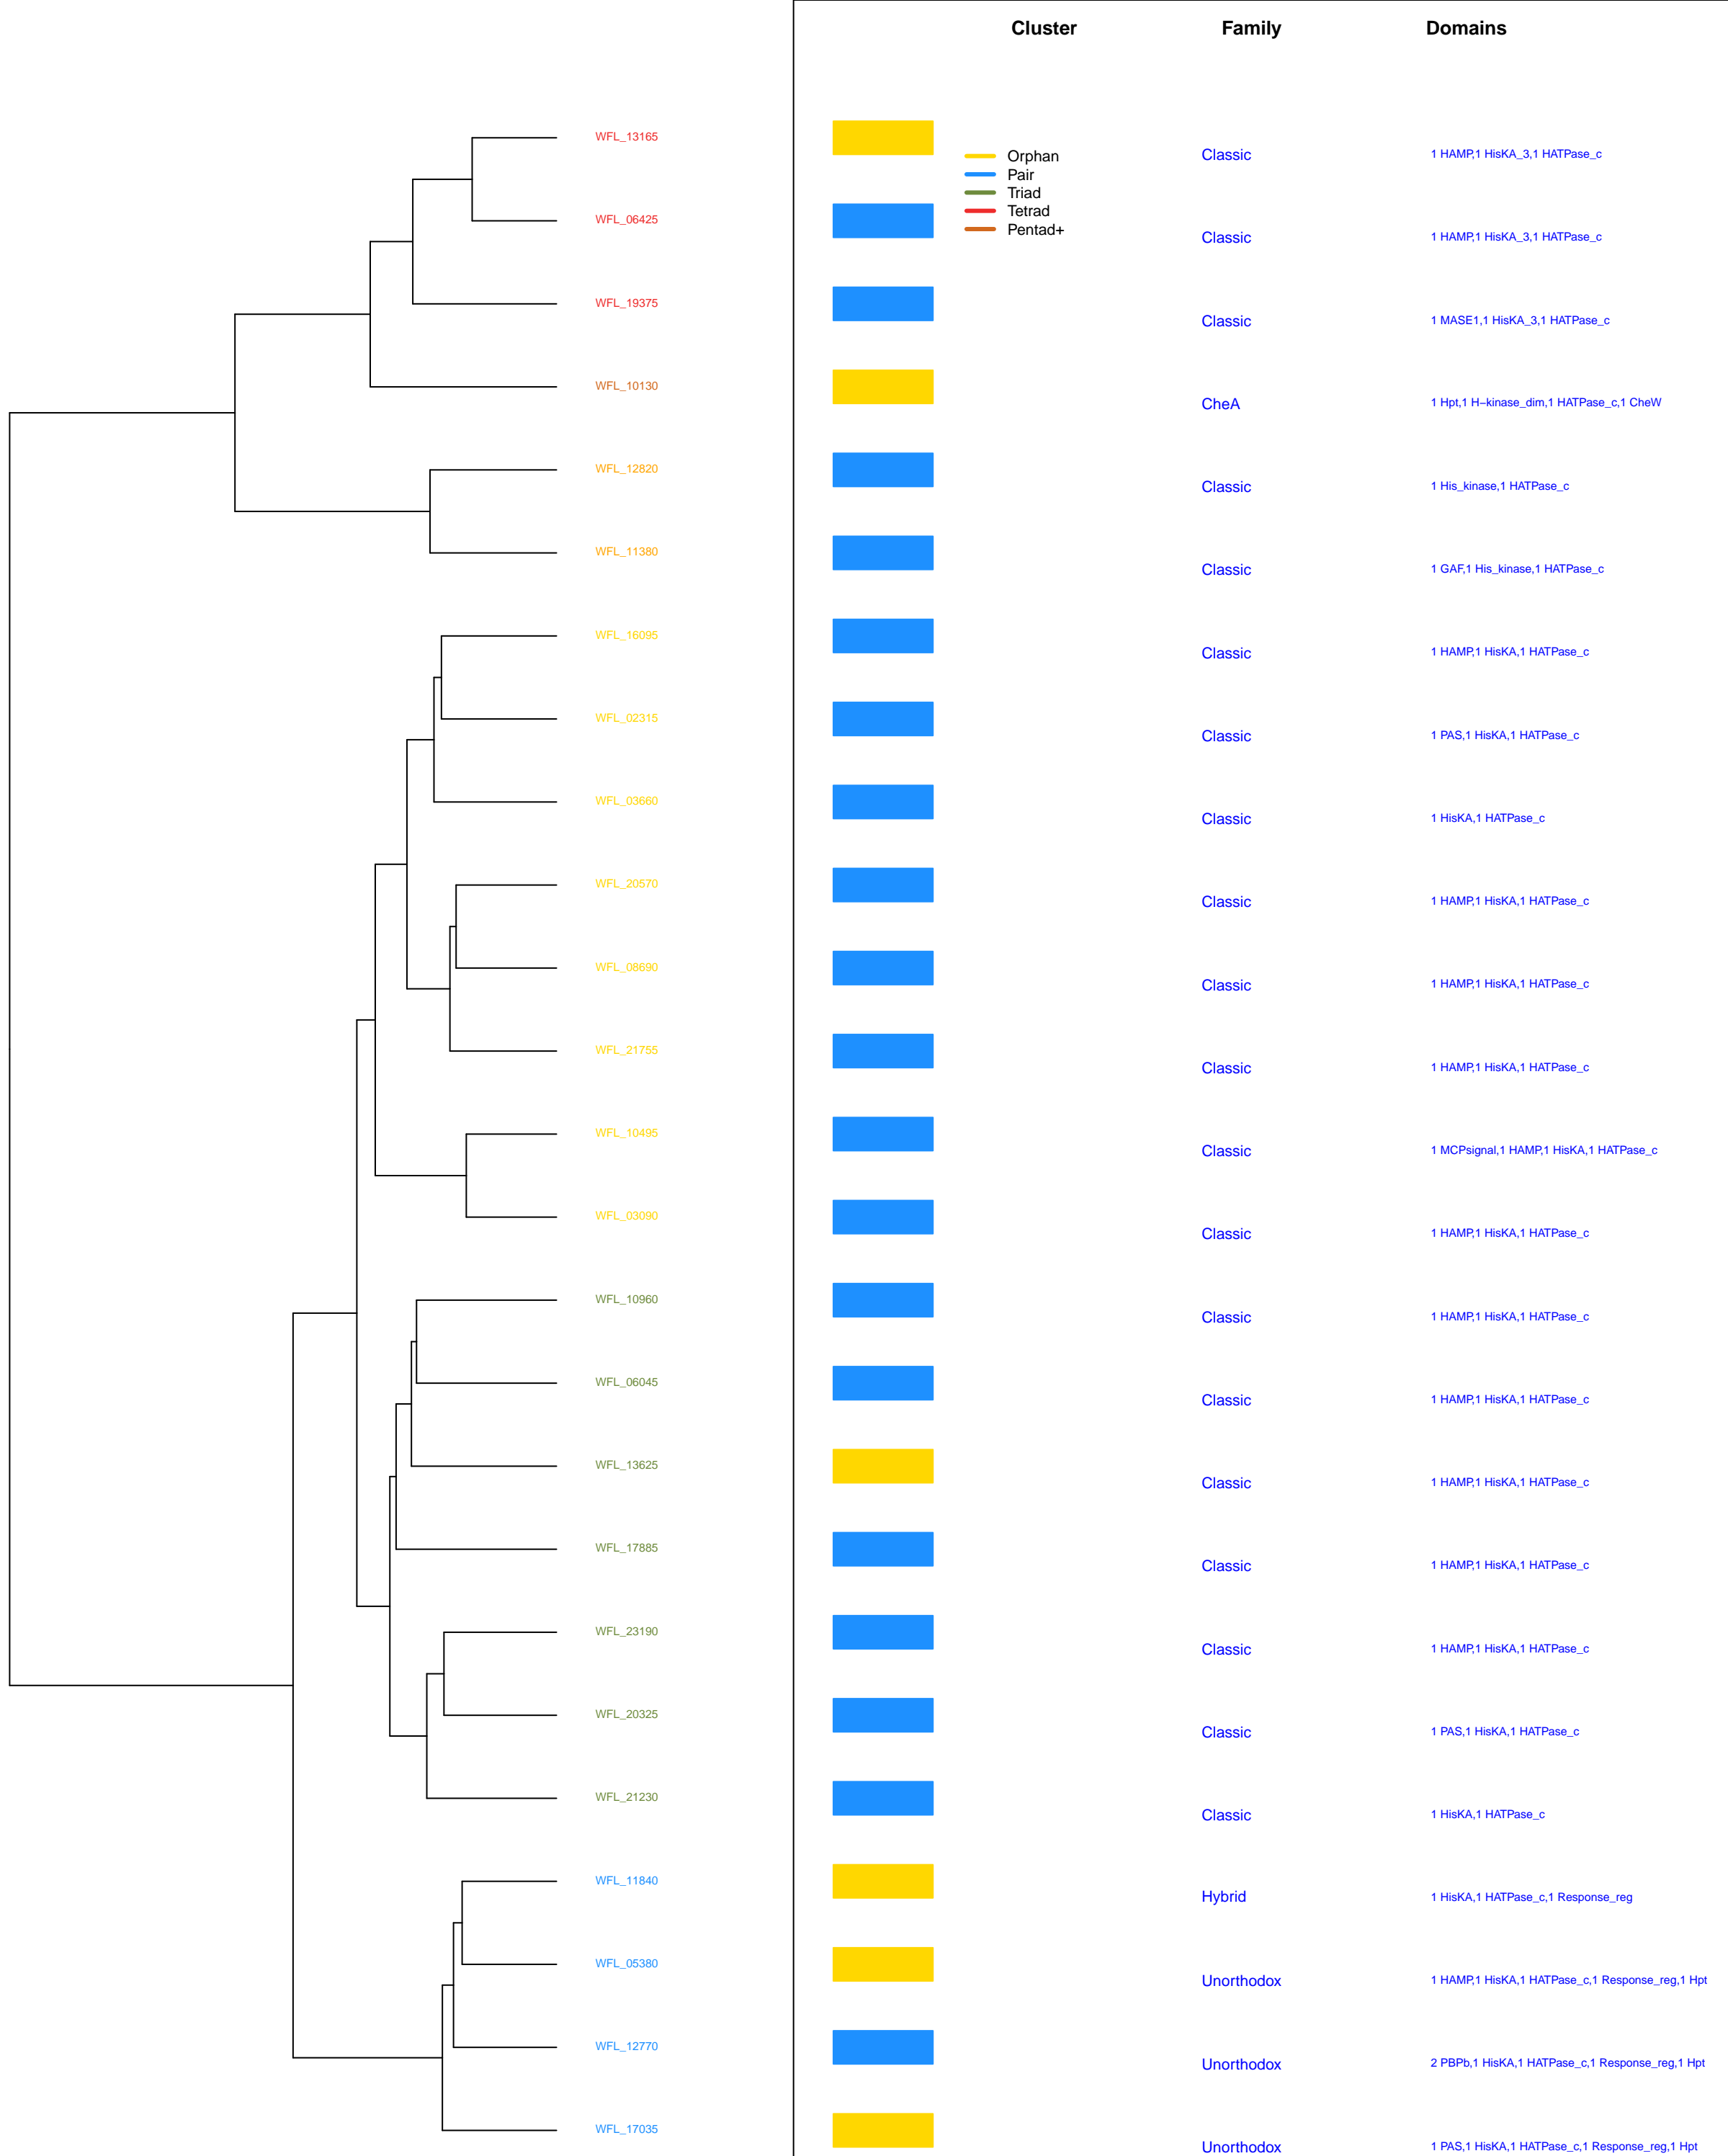 Cluster Family Domains
WFL_13165
Orphan
Classic 1 HAMP,1 HisKA_3,1 HATPase_c
Pair
Triad
Tetrad
WFL_06425
Pentad+
Classic 1 HAMP,1 HisKA_3,1 HATPase_c
WFL_19375
Classic 1 MASE1,1 HisKA_3,1 HATPase_c
WFL_10130
CheA 1 Hpt,1 H−kinase_dim,1 HATPase_c,1 CheW
WFL_12820
Classic 1 His_kinase,1 HATPase_c
WFL_11380
Classic 1 GAF,1 His_kinase,1 HATPase_c
WFL_16095
Classic 1 HAMP,1 HisKA,1 HATPase_c
WFL_02315
Classic 1 PAS,1 HisKA,1 HATPase_c
WFL_03660
Classic 1 HisKA,1 HATPase_c
WFL_20570
Classic 1 HAMP,1 HisKA,1 HATPase_c
WFL_08690
Classic 1 HAMP,1 HisKA,1 HATPase_c
WFL_21755
Classic 1 HAMP,1 HisKA,1 HATPase_c
WFL_10495
Classic 1 MCPsignal,1 HAMP,1 HisKA,1 HATPase_c
WFL_03090
Classic 1 HAMP,1 HisKA,1 HATPase_c
WFL_10960
Classic 1 HAMP,1 HisKA,1 HATPase_c
WFL_06045
Classic 1 HAMP,1 HisKA,1 HATPase_c
WFL_13625
Classic 1 HAMP,1 HisKA,1 HATPase_c
WFL_17885
Classic 1 HAMP,1 HisKA,1 HATPase_c
WFL_23190
Classic 1 HAMP,1 HisKA,1 HATPase_c
WFL_20325
Classic 1 PAS,1 HisKA,1 HATPase_c
WFL_21230
Classic 1 HisKA,1 HATPase_c
WFL_11840
Hybrid 1 HisKA,1 HATPase_c,1 Response_reg
WFL_05380
Unorthodox 1 HAMP,1 HisKA,1 HATPase_c,1 Response_reg,1 Hpt
WFL_12770
Unorthodox 2 PBPb,1 HisKA,1 HATPase_c,1 Response_reg,1 Hpt
WFL_17035
Unorthodox 1 PAS,1 HisKA,1 HATPase_c,1 Response_reg,1 Hpt